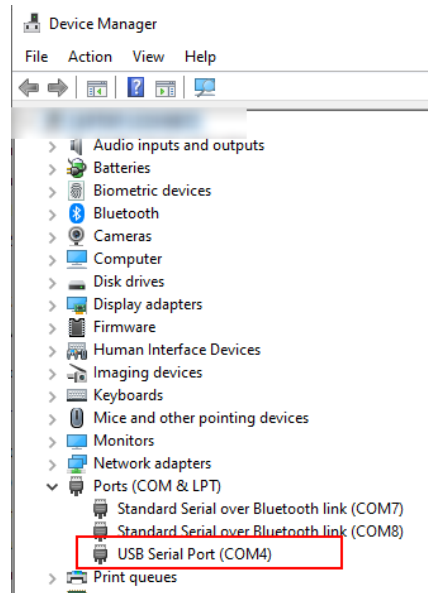 Device Manager
File Action View Help
Audio inputs and outputs
Batteries
Biometric devices
Bluetooth
Cameras
Computer
Disk drives
Display adapters
Firmware
Human Interface Devices
Imaging devices
Keyboards
Mice and other pointing devices
Monitors
Network adapters
Ports (COM & LPT)
Standard Serial over Bluetooth link (COM7)
Standard Serial over Bluetooth link (COM8)
USB Serial Port (COM4)
Print queues